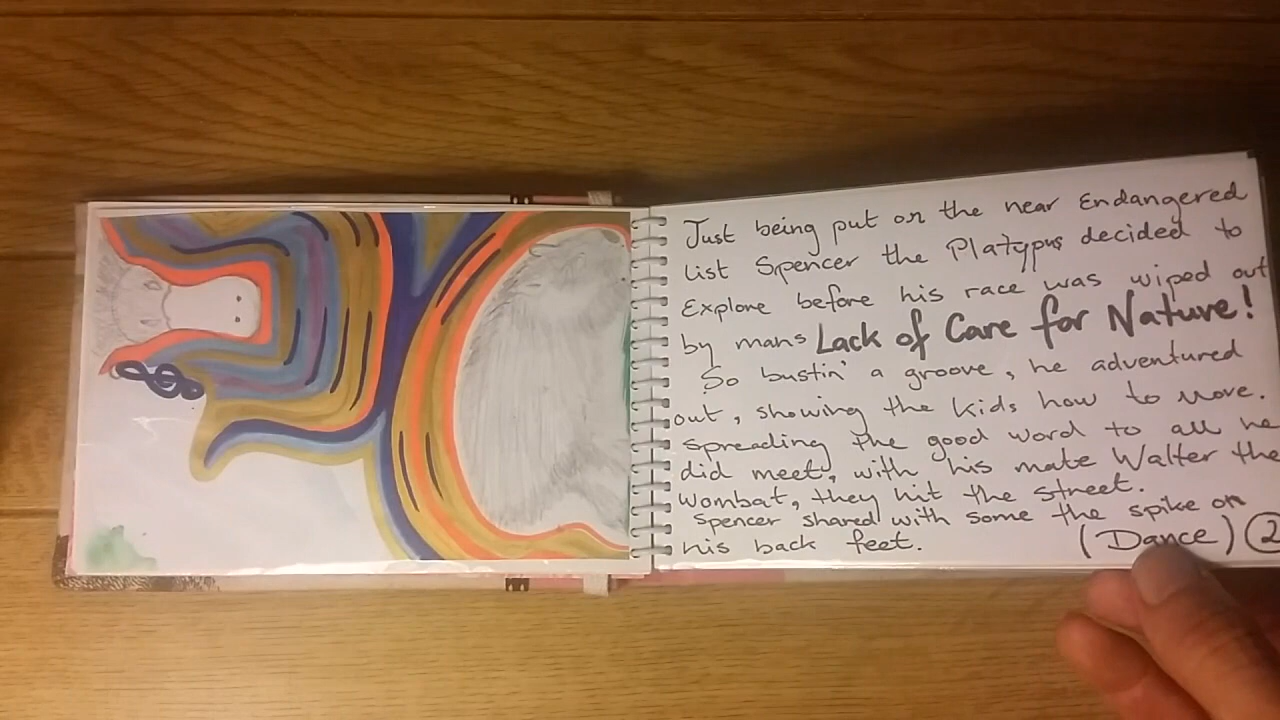 Just being put on the near Endangered
list Spencer the Platypus decided to
Explore before his race was wiped out
by mans Lack of Care for Nature!
So bustin' a groove, he adventured
out, showing the kids how to move.
Spreading the good word to all he
did meet, with his mate Walter the
Wombat, they hit the street.
Spencer shared with some the spike on
his back feet.
(Dance) 2